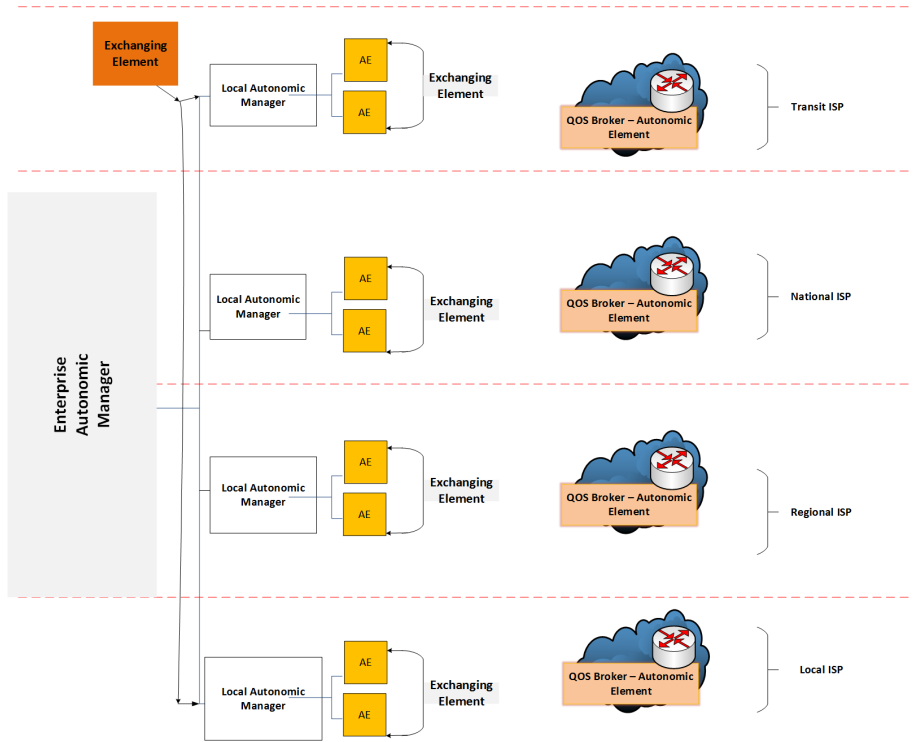 Exchanging
Element
Local Autonomic
Manager
AE
AE
Exchanging
Element
QOS Broker – Autonomic
Element
Transit ISP
Enterprise
Autonomic
Manager
Local Autonomic
Manager
AE
AE
Exchanging
Element
QOS Broker – Autonomic
Element
National ISP
Local Autonomic
Manager
AE
AE
Exchanging
Element
QOS Broker – Autonomic
Element
Regional ISP
Local Autonomic
Manager
AE
AE
Exchanging
Element
QOS Broker – Autonomic
Element
Local ISP